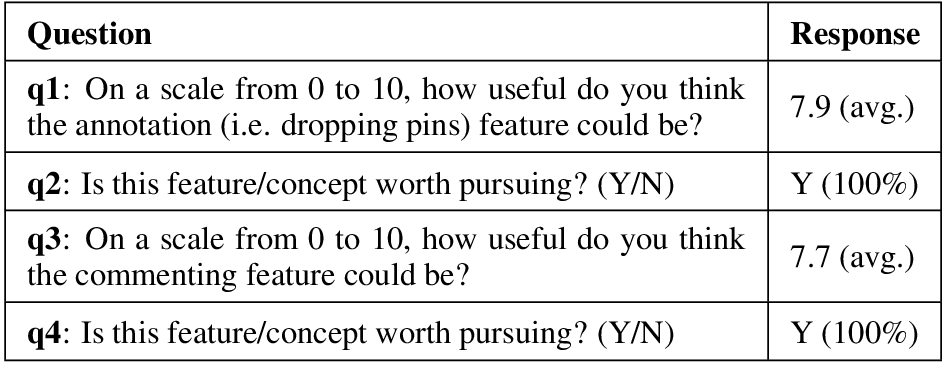 Question Response
q1: On a scale from 0 to 10, how useful do you think
the annotation (i.e. dropping pins) feature could be?
7.9 (avg.)
q2: Is this feature/concept worth pursuing? (Y/N) Y (100%)
q3: On a scale from 0 to 10, how useful do you think
the commenting feature could be?
7.7 (avg.)
q4: Is this feature/concept worth pursuing? (Y/N) Y (100%)